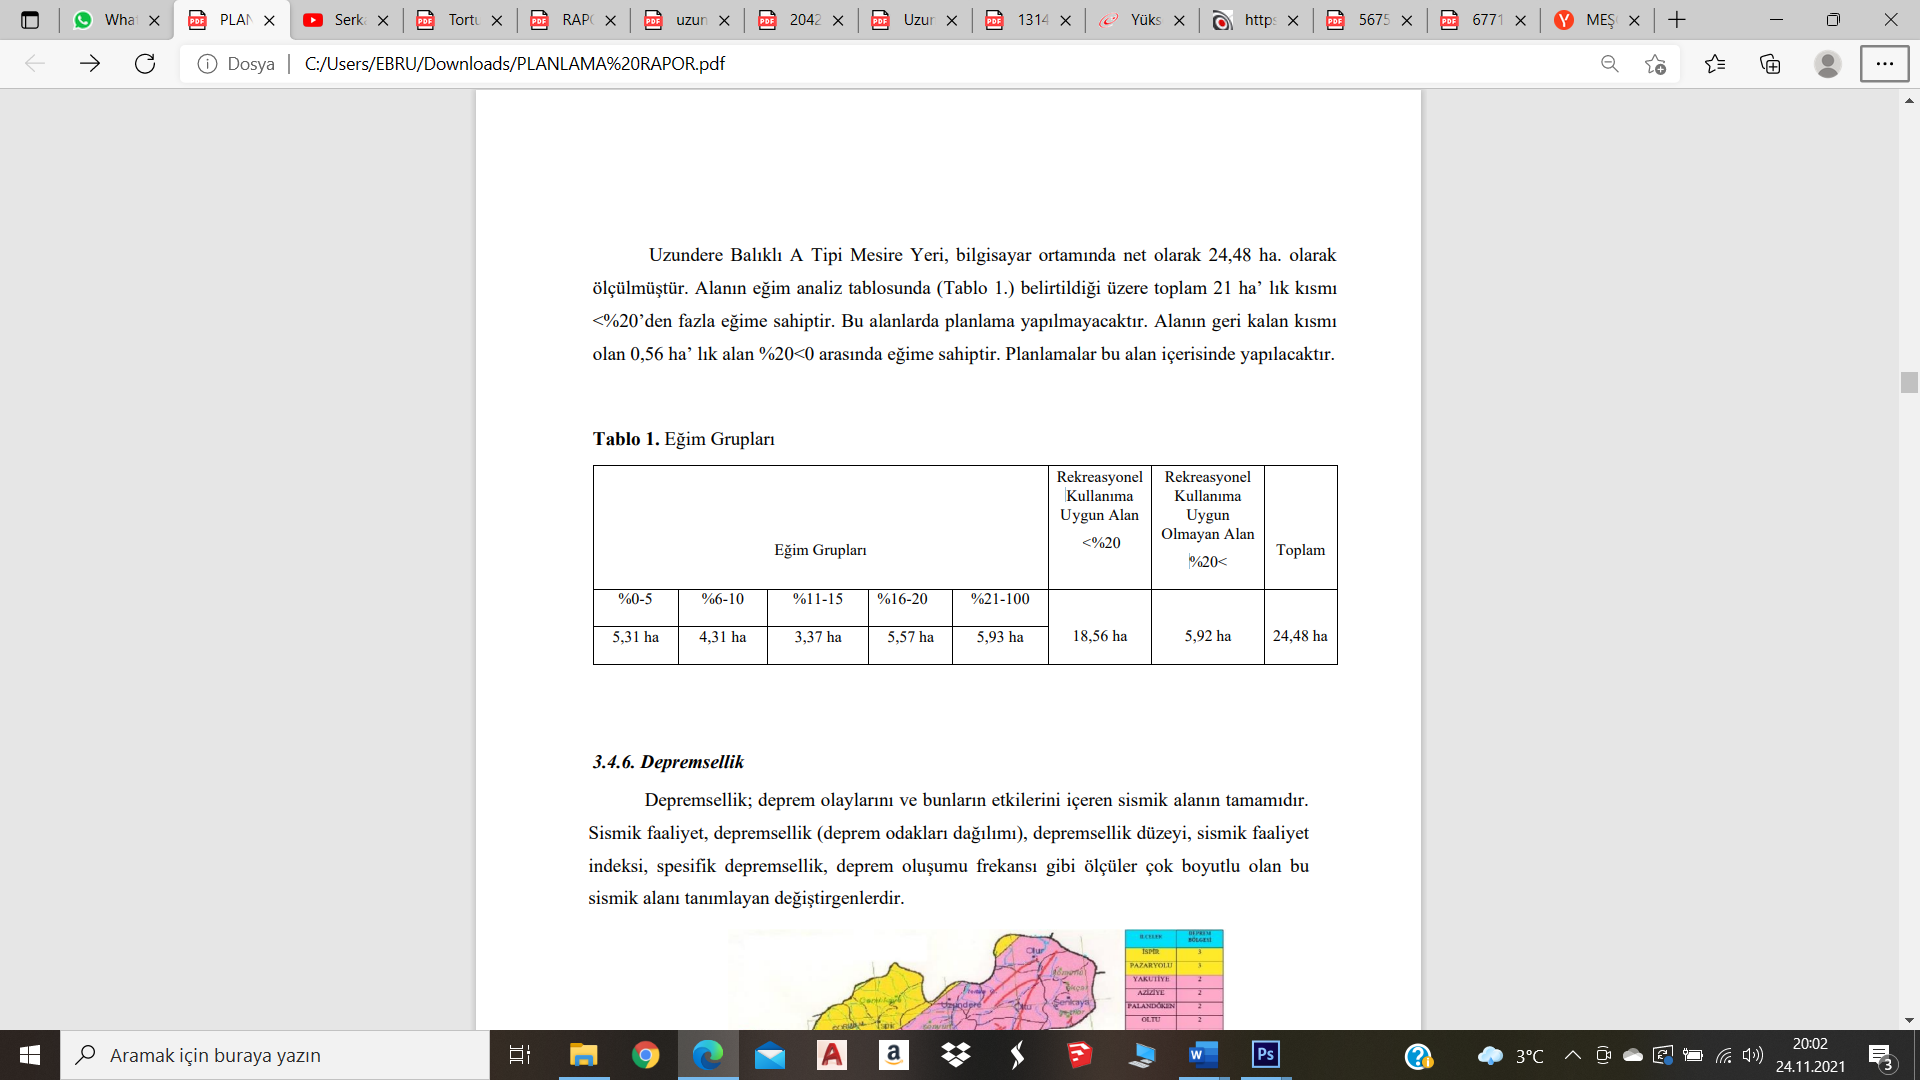 What
PLAN
Serka
Tortu
RAPO
uzun
2042
Uzun
1314
Yüks
https
5675
6771
MEŞ
Dosya
C:/Users/EBRU/Downloads/PLANLAMA%20RAPOR.pdf
Uzundere Balıklı A Tipi Mesire Yeri, bilgisayar ortamında net olarak 24,48 ha. olarak
ölçülmüştür. Alanın eğim analiz tablosunda (Tablo 1.) belirtildiği üzere toplam 21 ha’ lık kısmı
<%20’den fazla eğime sahiptir. Bu alanlarda planlama yapılmayacaktır. Alanın geri kalan kısmı
olan 0,56 ha’ lık alan %20<0 arasında eğime sahiptir. Planlamalar bu alan içerisinde yapılacaktır.
Tablo 1. Eğim Grupları
Eğim Grupları
Rekreasyonel
Kullanıma
Uygun Alan
<%20
Rekreasyonel
Kullanıma
Uygun
Olmayan Alan
%20<
Toplam
%0-5 %6-10 %11-15 %16-20 %21-100
5,31 ha 4,31 ha 3,37 ha 5,57 ha 5,93 ha 18,56 ha 5,92 ha 24,48 ha
3.4.6. Depremsellik
Depremsellik; deprem olaylarını ve bunların etkilerini içeren sismik alanın tamamıdır.
Sismik faaliyet, depremsellik (deprem odakları dağılımı), depremsellik düzeyi, sismik faaliyet
indeksi, spesifik depremsellik, deprem oluşumu frekansı gibi ölçüler çok boyutlu olan bu
sismik alanı tanımlayan değiştirgenlerdir.
Olur
Uzundere
Oltu
Şenkaya
İLÇELER DEPREM BÖLGESİ
İSPİR 3
PAZARYOLU 3
YAKUTİYE 2
AZİZİYE 2
PALANDÖKEN 2
OLTU 2
Aramak için buraya yazın
3°C
20:02
24.11.2021
3